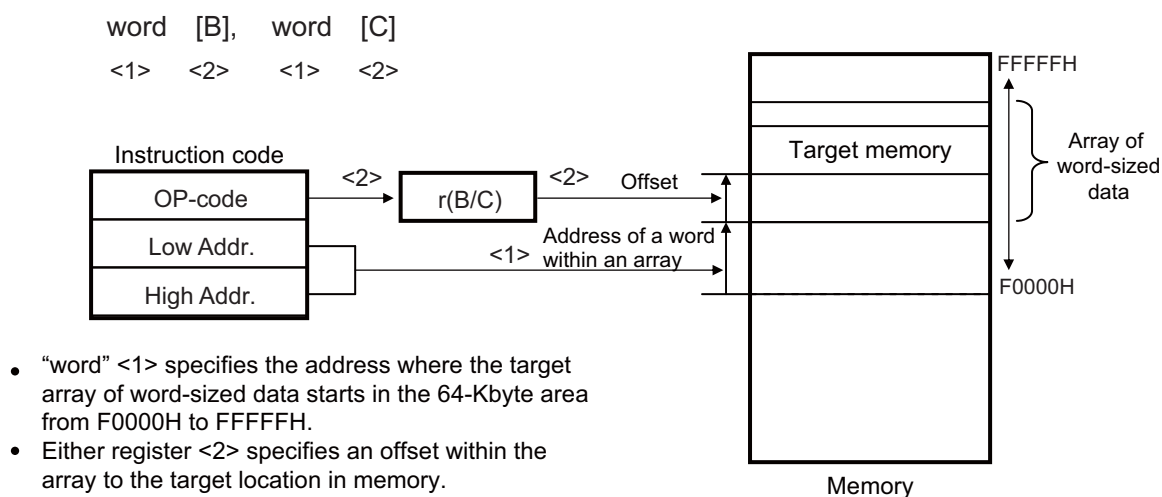 word [B], word [C]
<1> <2> <1> <2>
Instruction code
OP-code
Low Addr.
High Addr.
<2>
r(B/C)
<2>
Offset
<1>
Address of a word
within an array
Target memory
FFFFFH
Array of
word-sized
data
F0000H
Memory
• “word” <1> specifies the address where the target
array of word-sized data starts in the 64-Kbyte area
from F0000H to FFFFFH.
• Either register <2> specifies an offset within the
array to the target location in memory.